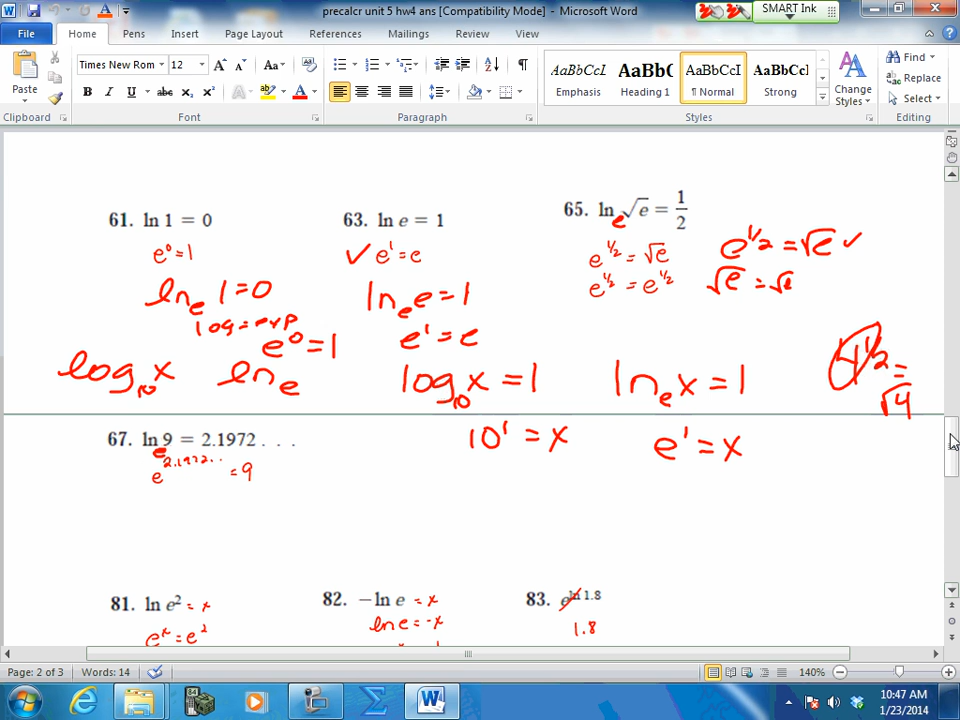 precalcr unit 5 hw4 ans [Compatibility Mode] - Microsoft Word
SMART Ink
File Home Pens Insert Page Layout References Mailings Review View
Times New Rom 12
Paste
AaBbCcI AaBbC AaBbCcI AaBbCcl
Emphasis Heading 1 ¶ Normal Strong
Change Styles
Find
Replace
Select
Clipboard Font Paragraph Styles Editing
61. ln 1 = 0
e⁰=1
lnₑ 1=0
log=exp
e⁰=1
63. ln e = 1
✓ e¹=e
lnₑ e=1
e¹=e
65. lnₑ √e = 1/2
e^1/2 = √e
e^1/2 = e^1/2
e^1/2 = √e ✓
√e = √e
log₁₀x lnₑ
log₁₀x = 1
10¹ = x
lnₑ x = 1
e¹ = x
4^1/2 =
√4
67. lnₑ 9 = 2.1972 . . .
e^2.1972.. = 9
81. ln e² = x
e^x = e²
82. −ln e = x
ln e = -x
83. e^ln 1.8
1.8
Page: 2 of 3 Words: 14 140%
10:47 AM
1/23/2014